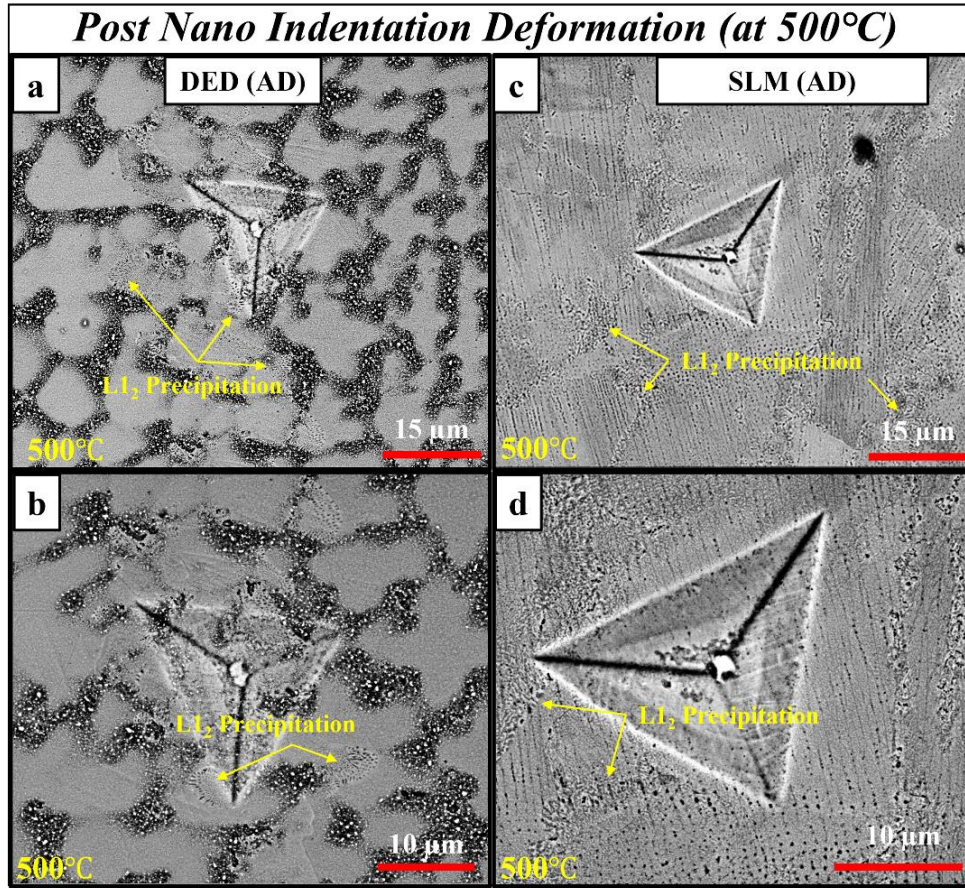 Post Nano Indentation Deformation (at 500°C)
a
DED (AD)
L1₂ Precipitation
15 μm
500℃
c
SLM (AD)
L1₂ Precipitation
15 μm
b
L1₂ Precipitation
10 μm
500℃
d
L1₂ Precipitation
10 μm
500℃